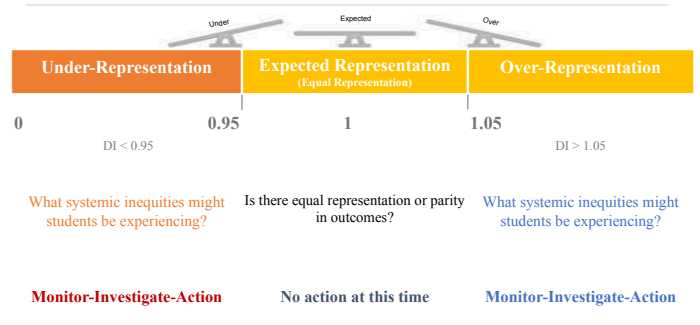 Under
Expected
Over
Under-Representation
Expected Representation
(Equal Representation)
Over-Representation
0
0.95
1
1.05
DI < 0.95
DI > 1.05
What systemic inequities might
students be experiencing?
Is there equal representation or parity
in outcomes?
What systemic inequities might
students be experiencing?
Monitor-Investigate-Action
No action at this time
Monitor-Investigate-Action